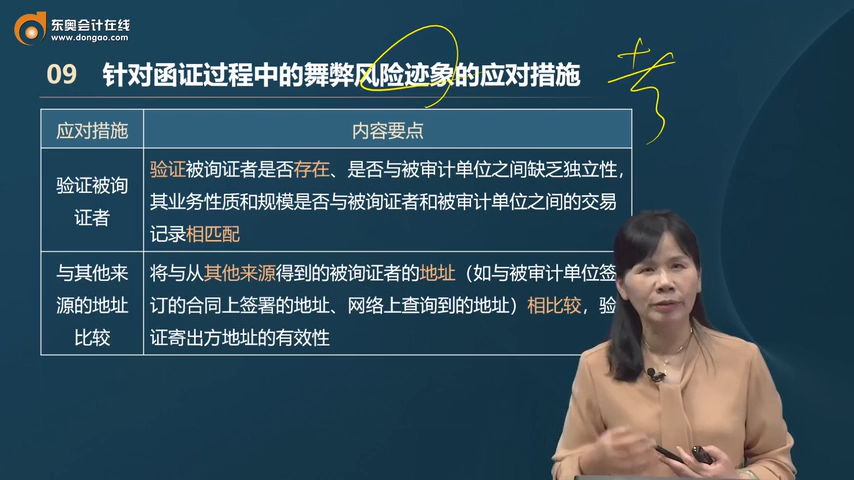 东奥会计在线
www.dongao.com
09 针对函证过程中的舞弊风险迹象的应对措施
考
应对措施
内容要点
验证被询
证者
验证被询证者是否存在、是否与被审计单位之间缺乏独立性，
其业务性质和规模是否与被询证者和被审计单位之间的交易
记录相匹配
与其他来
源的地址
比较
将与从其他来源得到的被询证者的地址（如与被审计单位签
订的合同上签署的地址、网络上查询到的地址）相比较，验
证寄出方地址的有效性